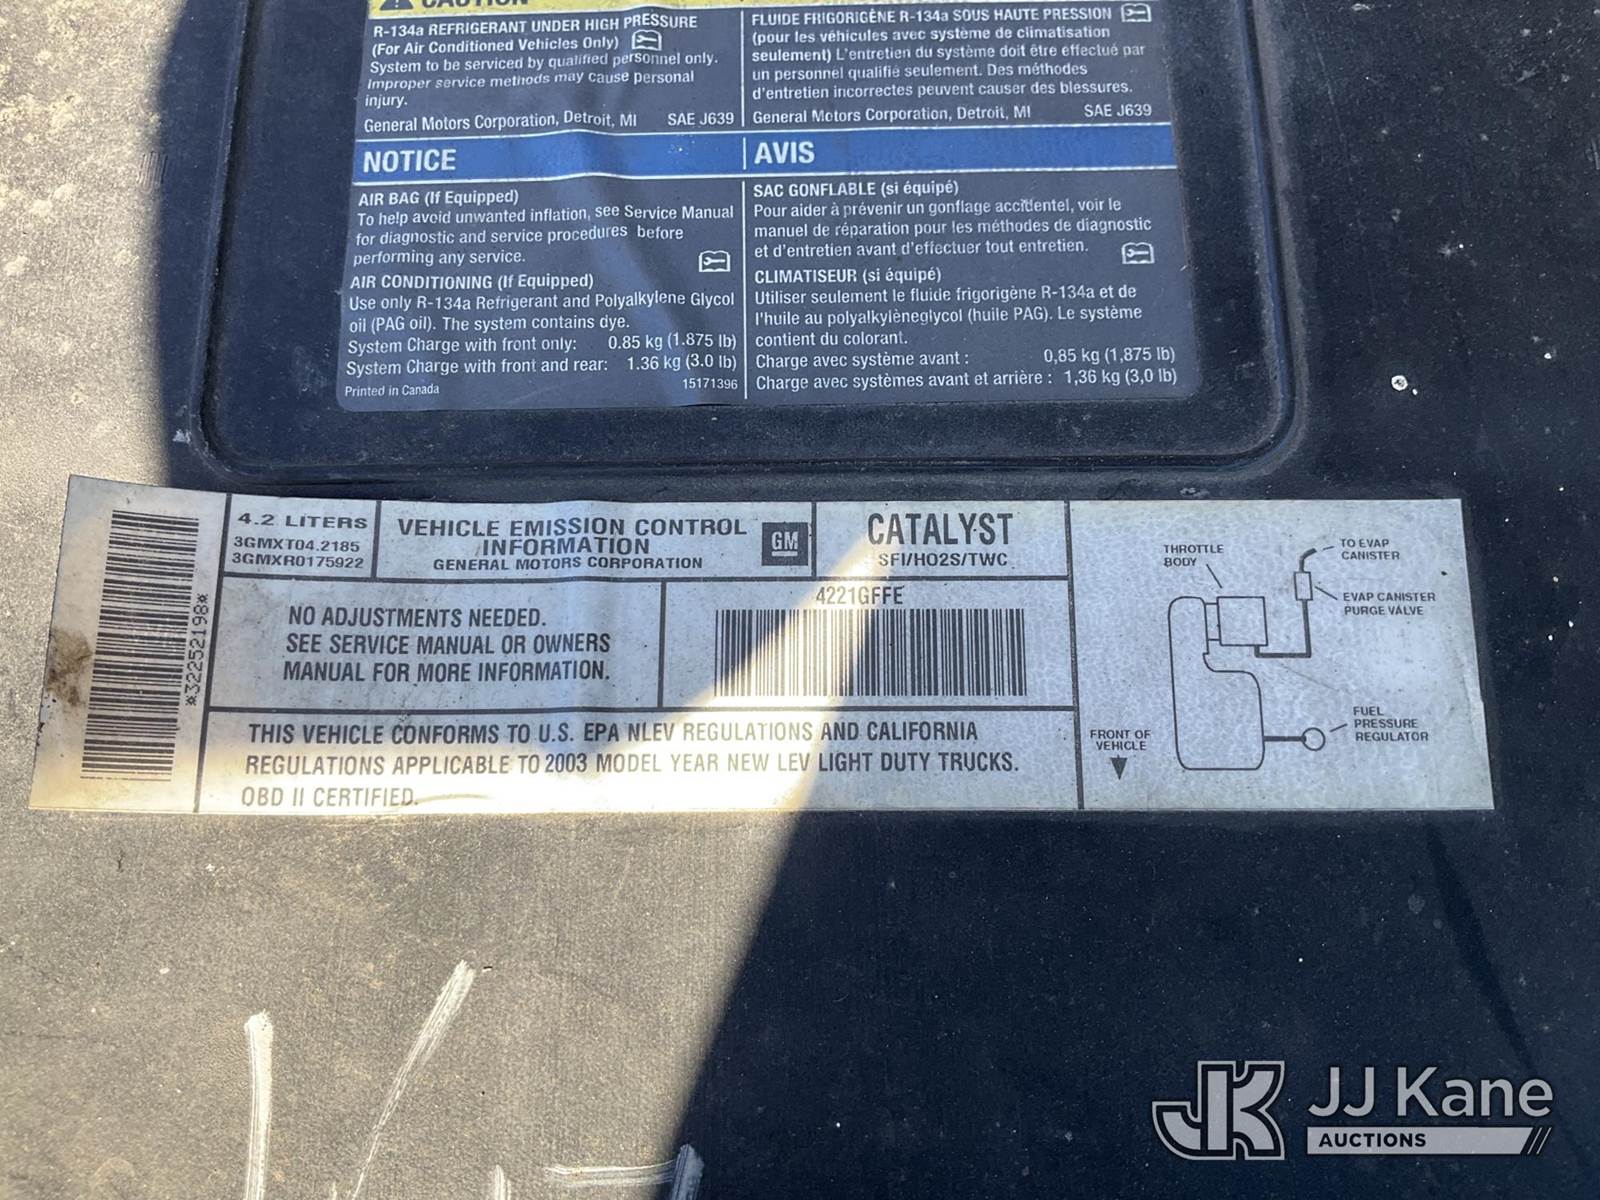 CAUTION
R-134a REFRIGERANT UNDER HIGH PRESSURE
(For Air Conditioned Vehicles Only)
System to be serviced by qualified personnel only.
Improper service methods may cause personal
injury.
General Motors Corporation, Detroit, MI SAE J639
FLUIDE FRIGORIGÈNE R-134a SOUS HAUTE PRESSION
(pour les véhicules avec système de climatisation
seulement) L'entretien du système doit être effectué par
un personnel qualifié seulement. Des méthodes
d'entretien incorrectes peuvent causer des blessures.
General Motors Corporation, Detroit, MI SAE J639
NOTICE
AIR BAG (If Equipped)
To help avoid unwanted inflation, see Service Manual
for diagnostic and service procedures before
performing any service.
AIR CONDITIONING (If Equipped)
Use only R-134a Refrigerant and Polyalkylene Glycol
oil (PAG oil). The system contains dye.
System Charge with front only: 0.85 kg (1.875 lb)
System Charge with front and rear: 1.36 kg (3.0 lb)
Printed in Canada 15171396
AVIS
SAC GONFLABLE (si équipé)
Pour aider à prévenir un gonflage accidentel, voir le
manuel de réparation pour les méthodes de diagnostic
et d'entretien avant d'effectuer tout entretien.
CLIMATISEUR (si équipé)
Utiliser seulement le fluide frigorigène R-134a et de
l'huile au polyalkylèneglycol (huile PAG). Le système
contient du colorant.
Charge avec système avant : 0,85 kg (1,875 lb)
Charge avec systèmes avant et arrière : 1,36 kg (3,0 lb)
*32252198*
4.2 LITERS
3GMXT04.2185
3GMXR0175922
VEHICLE EMISSION CONTROL
INFORMATION
GENERAL MOTORS CORPORATION
GM
CATALYST
SFI/HO2S/TWC
NO ADJUSTMENTS NEEDED.
SEE SERVICE MANUAL OR OWNERS
MANUAL FOR MORE INFORMATION.
4221GFFE
THIS VEHICLE CONFORMS TO U.S. EPA NLEV REGULATIONS AND CALIFORNIA
REGULATIONS APPLICABLE TO 2003 MODEL YEAR NEW LEV LIGHT DUTY TRUCKS.
OBD II CERTIFIED.
THROTTLE
BODY
TO EVAP
CANISTER
EVAP CANISTER
PURGE VALVE
FUEL
PRESSURE
REGULATOR
FRONT OF
VEHICLE
JK
JJ Kane
AUCTIONS